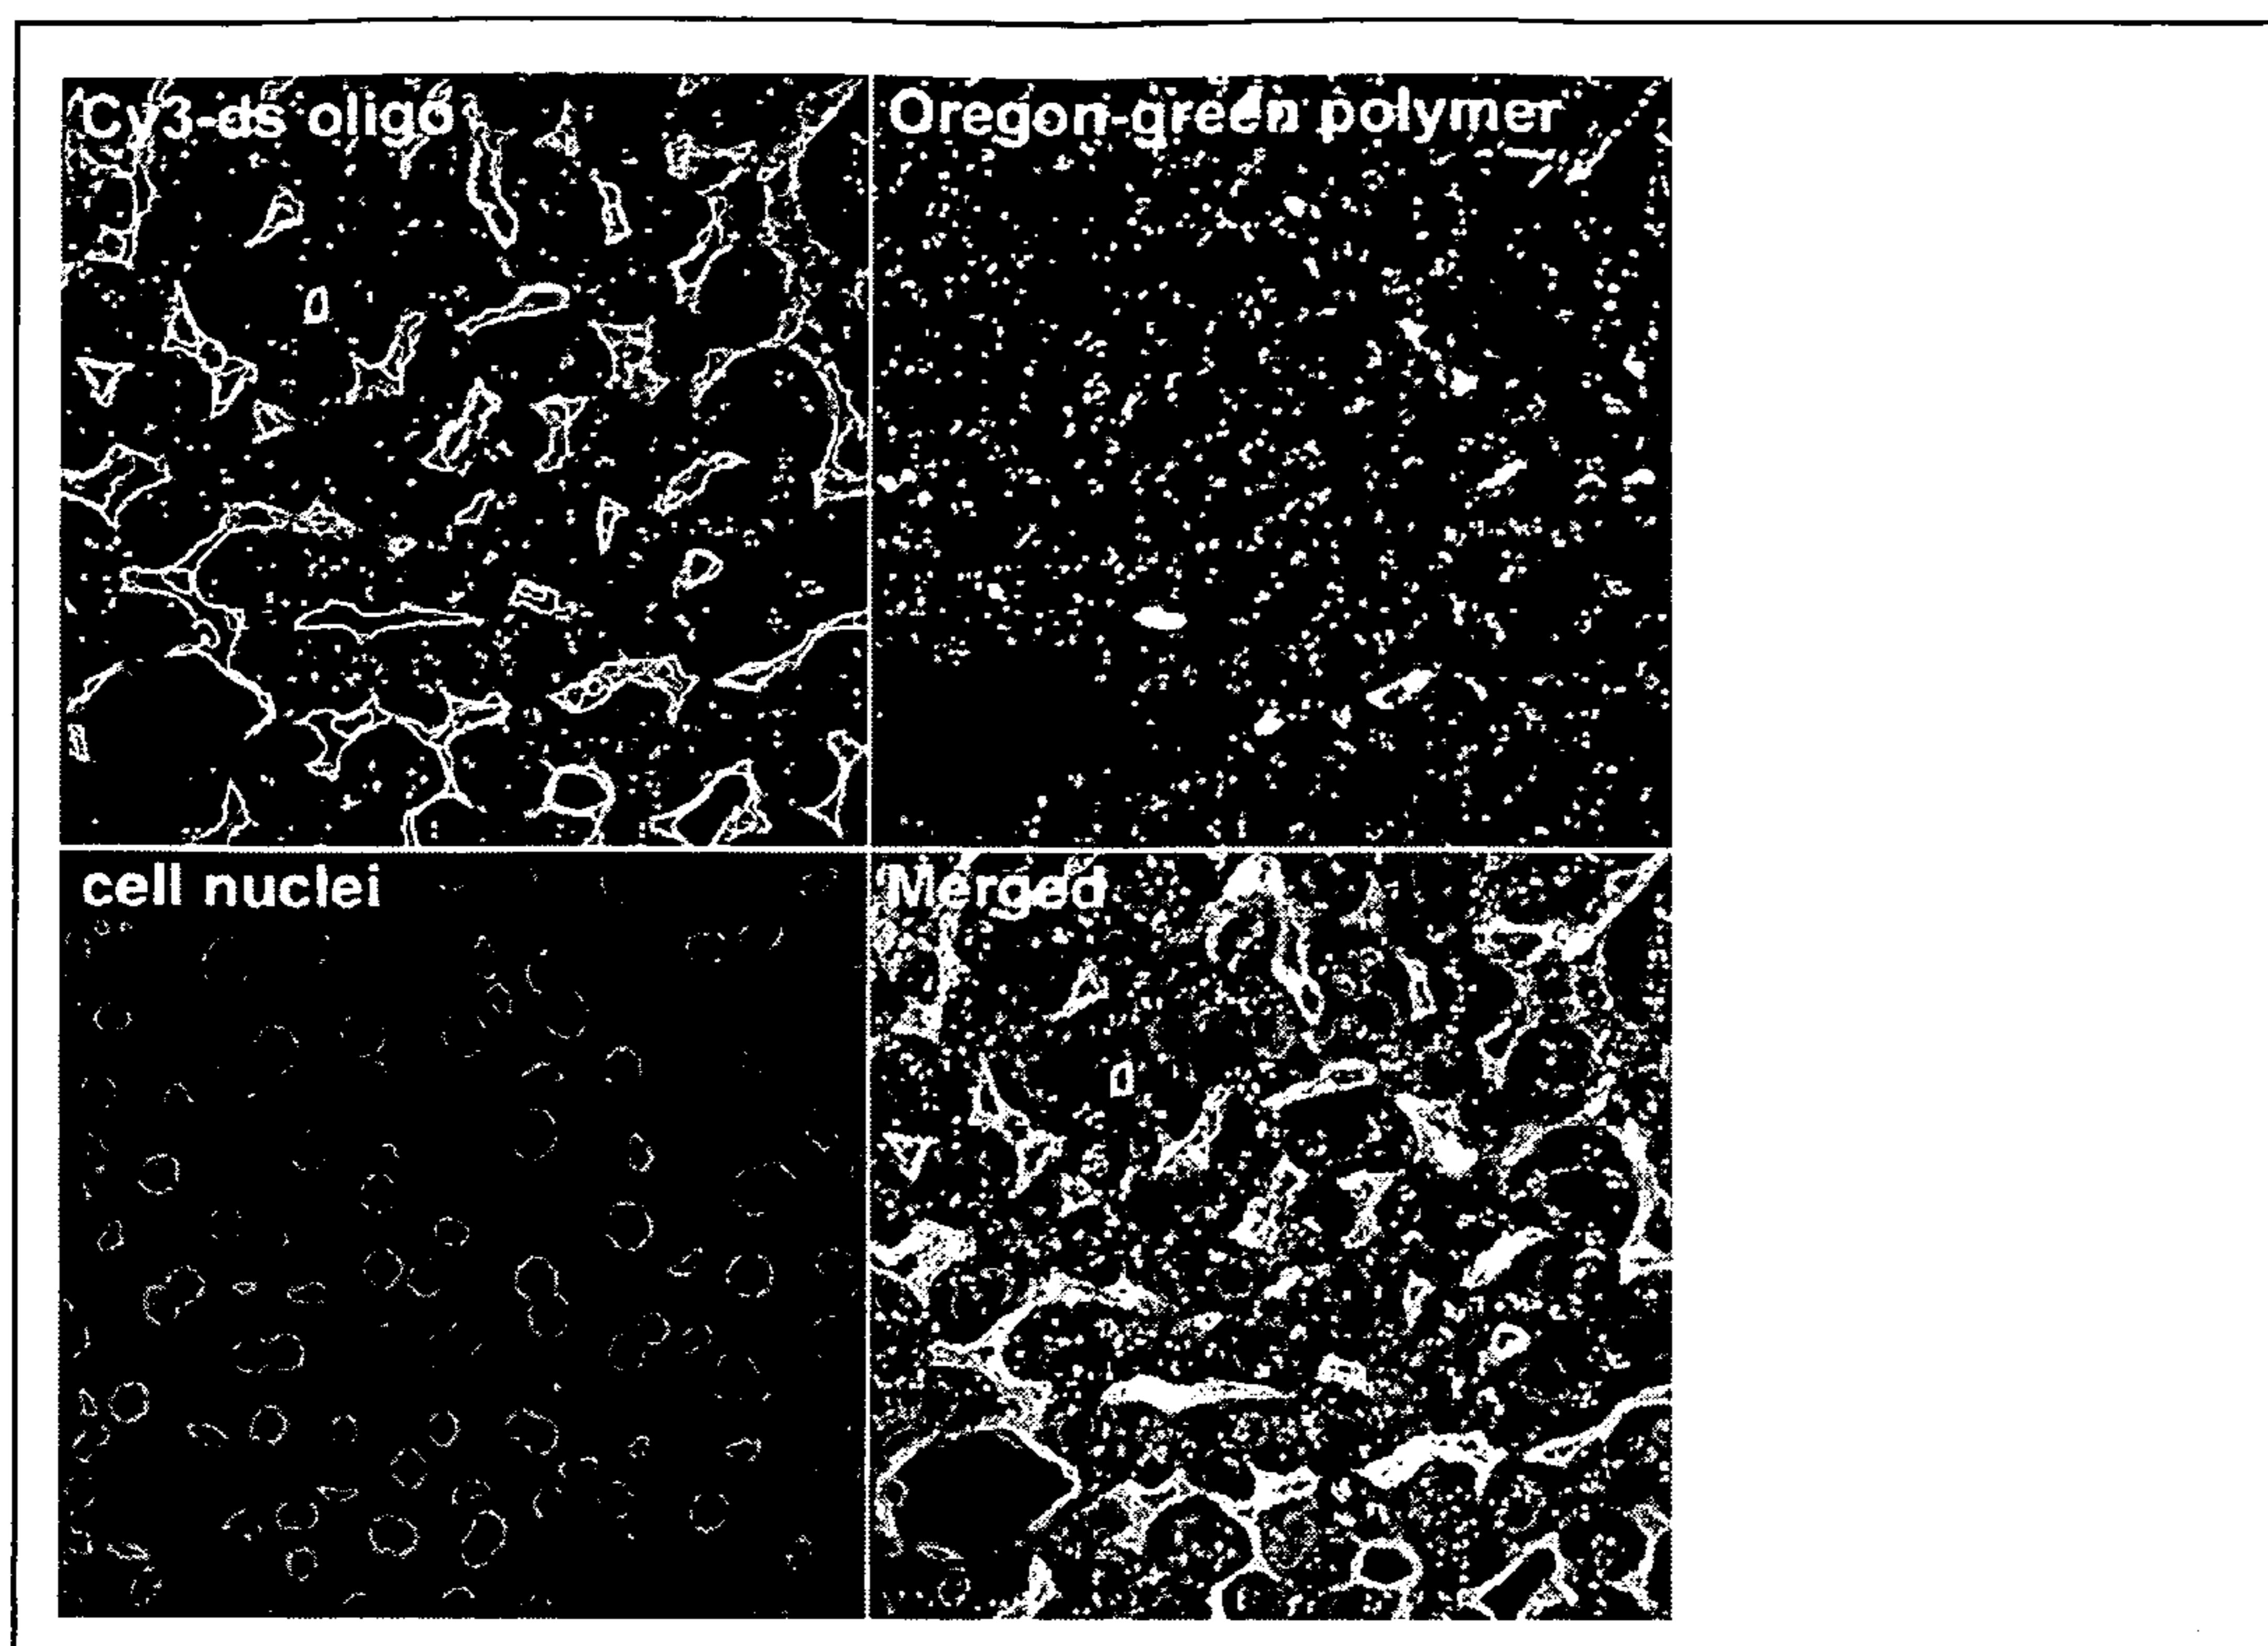 Cy3-ds oligo
Oregon-green polymer
cell nuclei
Merged